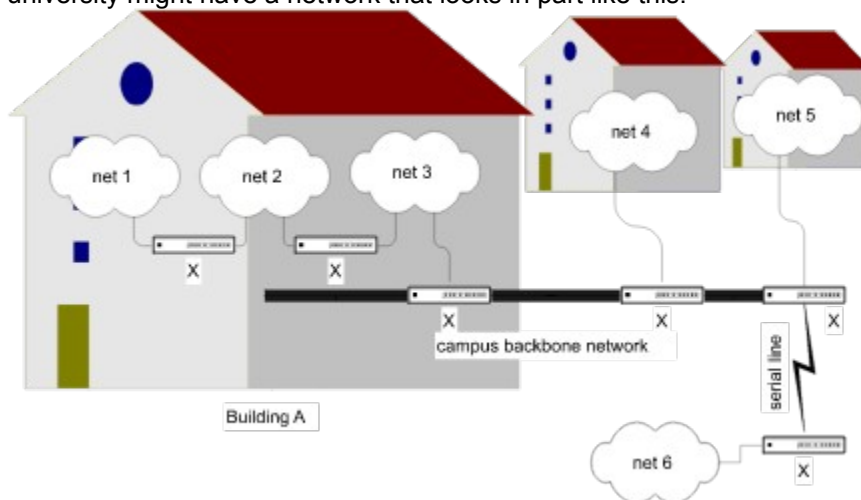 university might have a network that looks in part like this:
net 1
net 2
net 3
net 4
net 5
X
X
X
X
X
campus backbone network
serial line
Building A
net 6
X